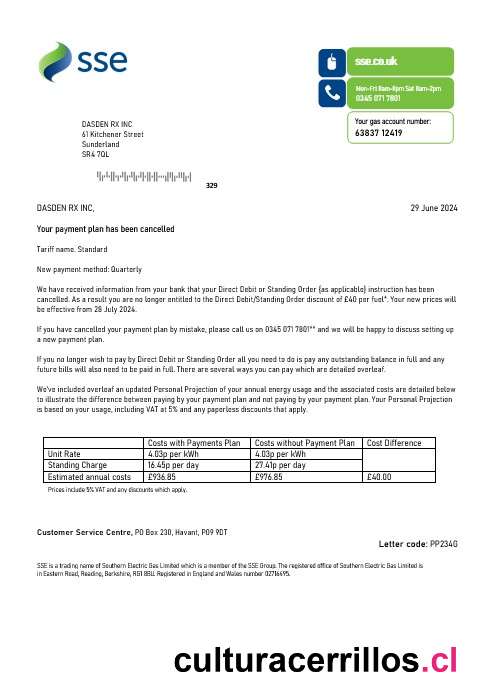 sse
sse.co.uk
Mon-Fri 8am-8pm Sat 8am-2pm
0345 071 7801
Your gas account number:
63837 12419
DASDEN RX INC
61 Kitchener Street
Sunderland
SR4 7QL
329
DASDEN RX INC,
29 June 2024
Your payment plan has been cancelled
Tariff name. Standard
New payment method: Quarterly
We have received information from your bank that your Direct Debit or Standing Order (as applicable) instruction has been
cancelled. As a result you are no longer entitled to the Direct Debit/Standing Order discount of £40 per fuel*. Your new prices will
be effective from 28 July 2024.
If you have cancelled your payment plan by mistake, please call us on 0345 071 7801** and we will be happy to discuss setting up
a new payment plan.
If you no longer wish to pay by Direct Debit or Standing Order all you need to do is pay any outstanding balance in full and any
future bills will also need to be paid in full. There are several ways you can pay which are detailed overleaf.
We've included overleaf an updated Personal Projection of your annual energy usage and the associated costs are detailed below
to illustrate the difference between paying by your payment plan and not paying by your payment plan. Your Personal Projection
is based on your usage, including VAT at 5% and any paperless discounts that apply.
Costs with Payments Plan Costs without Payment Plan Cost Difference
Unit Rate 4.03p per kWh 4.03p per kWh
Standing Charge 16.45p per day 27.41p per day
Estimated annual costs £936.85 £976.85 £40.00
Prices include 5% VAT and any discounts which apply.
Customer Service Centre, PO Box 230, Havant, PO9 9DT
Letter code: PP234G
SSE is a trading name of Southern Electric Gas Limited which is a member of the SSE Group. The registered office of Southern Electric Gas Limited is
in Eastern Road, Reading, Berkshire, RG1 8BU. Registered in England and Wales number 02716495.
culturacerrillos.cl